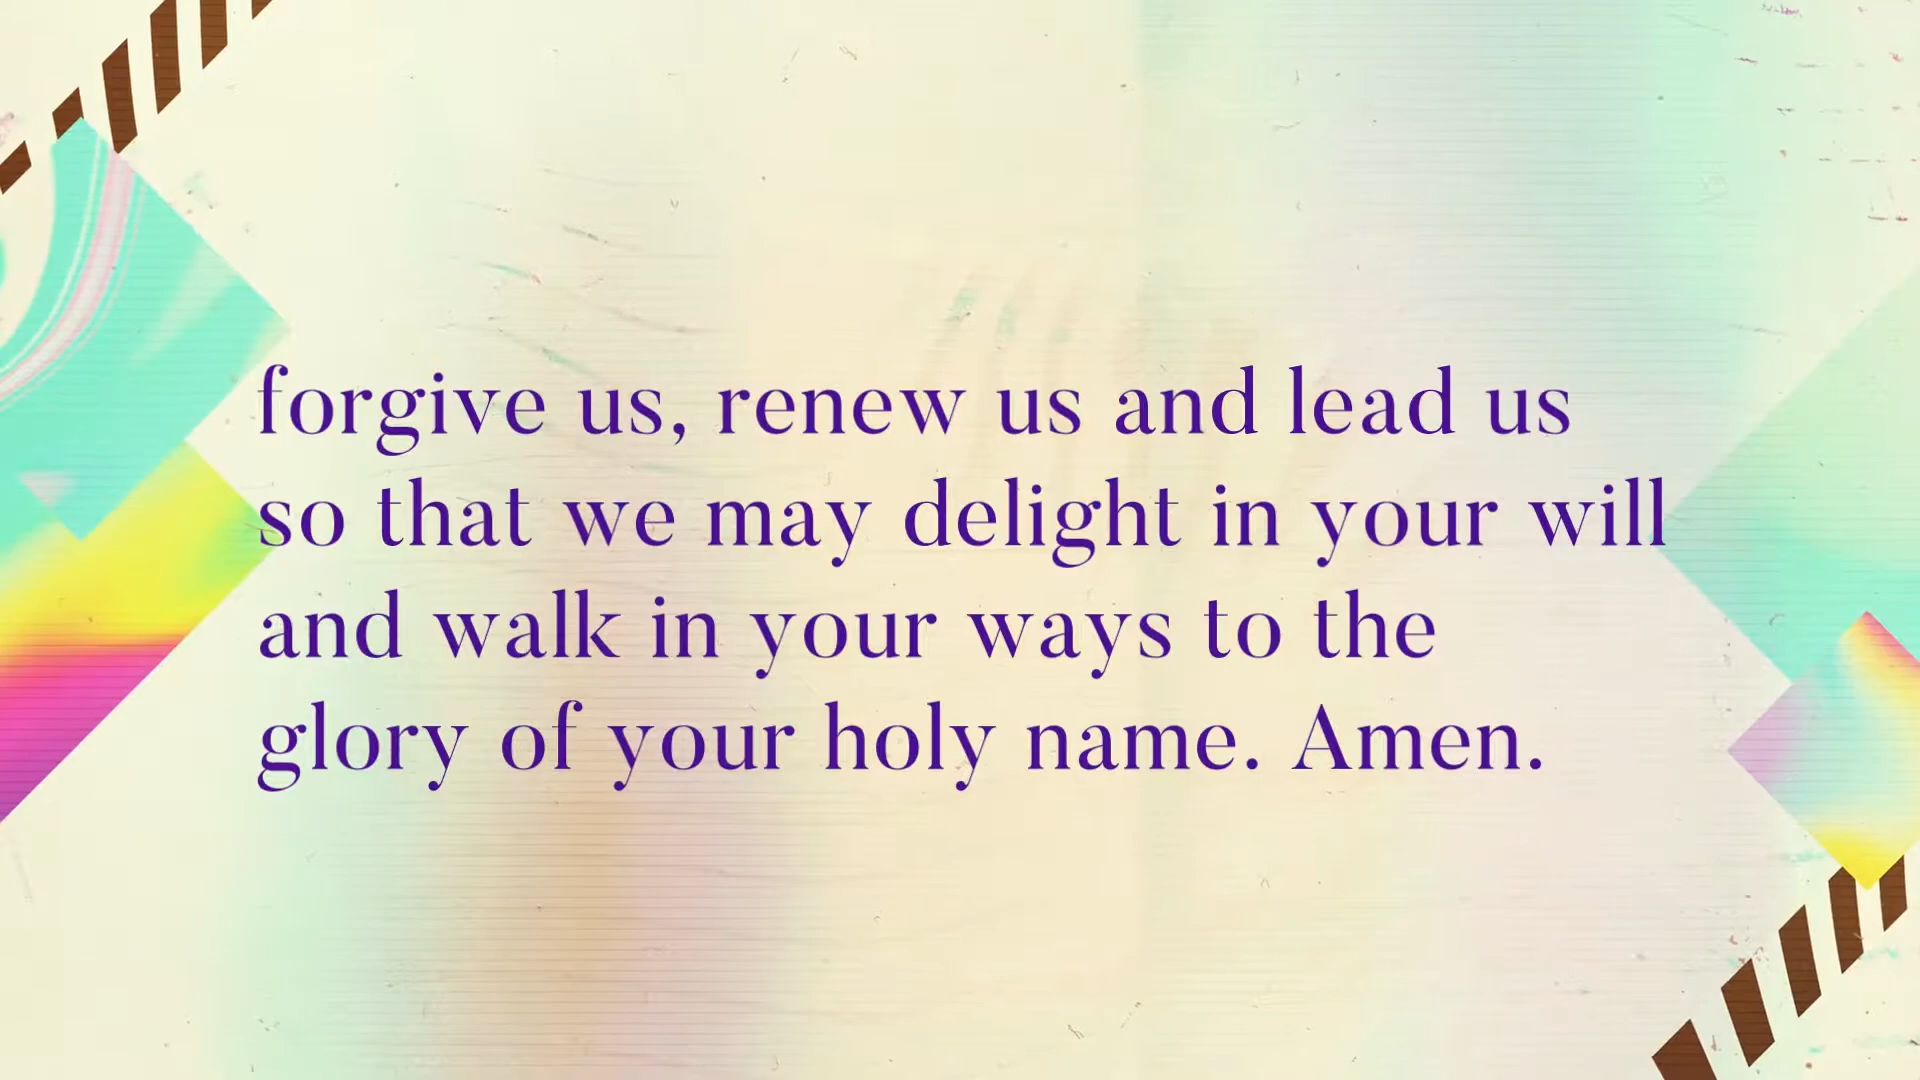 forgive us, renew us and lead us
so that we may delight in your will
and walk in your ways to the
glory of your holy name. Amen.